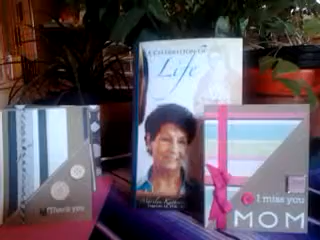 A CELEBRATION OF
Life
Thank you
I miss you
MOM